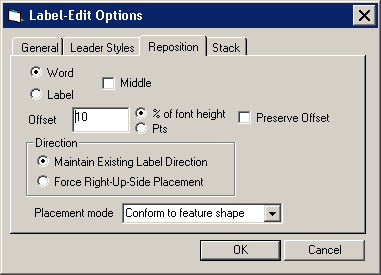 Label-Edit Options
General Leader Styles Reposition Stack
Word
Middle
Label
Offset 10 % of font height Preserve Offset
Pts
Direction
Maintain Existing Label Direction
Force Right-Up-Side Placement
Placement mode Conform to feature shape
OK Cancel